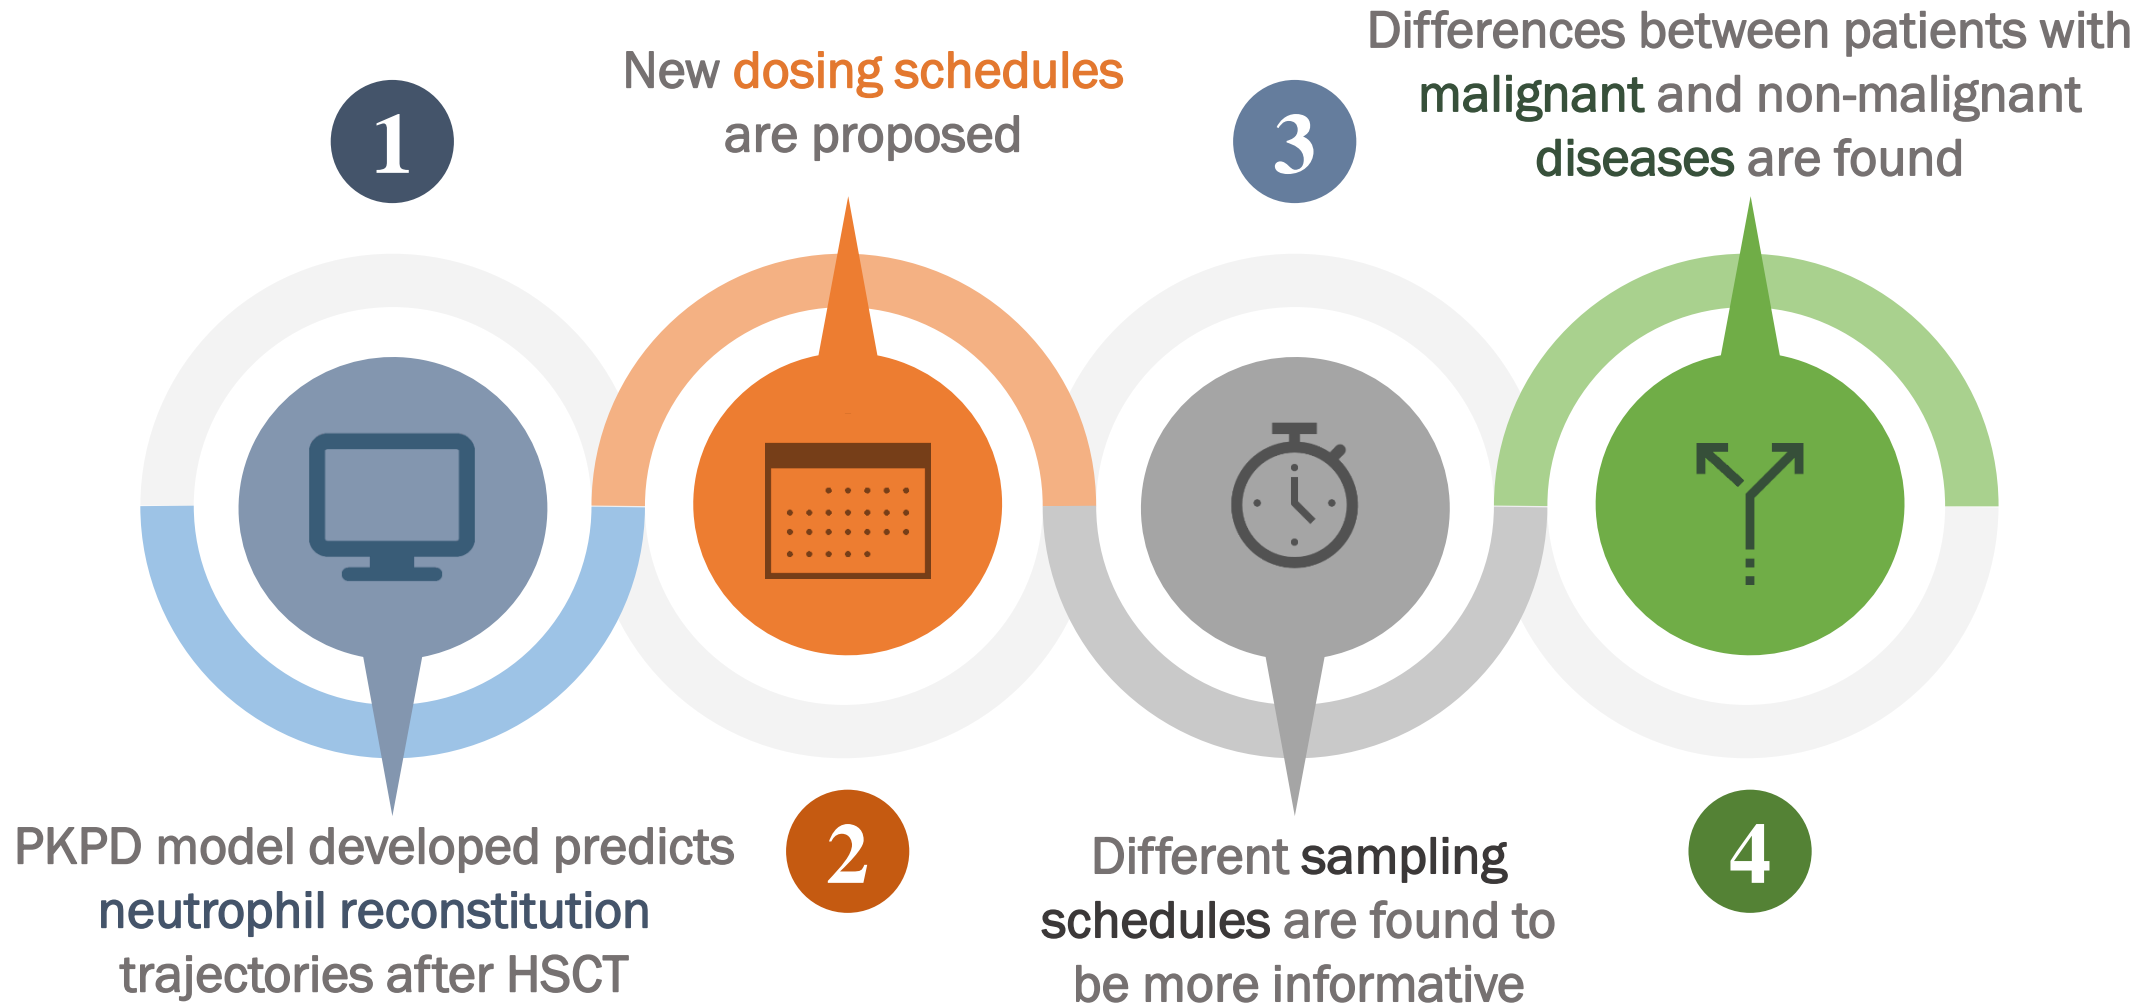 1
PKPD model developed predicts
neutrophil reconstitution
trajectories after HSCT
New dosing schedules
are proposed
2
3
Different sampling
schedules are found to
be more informative
Differences between patients with
malignant and non-malignant
diseases are found
4